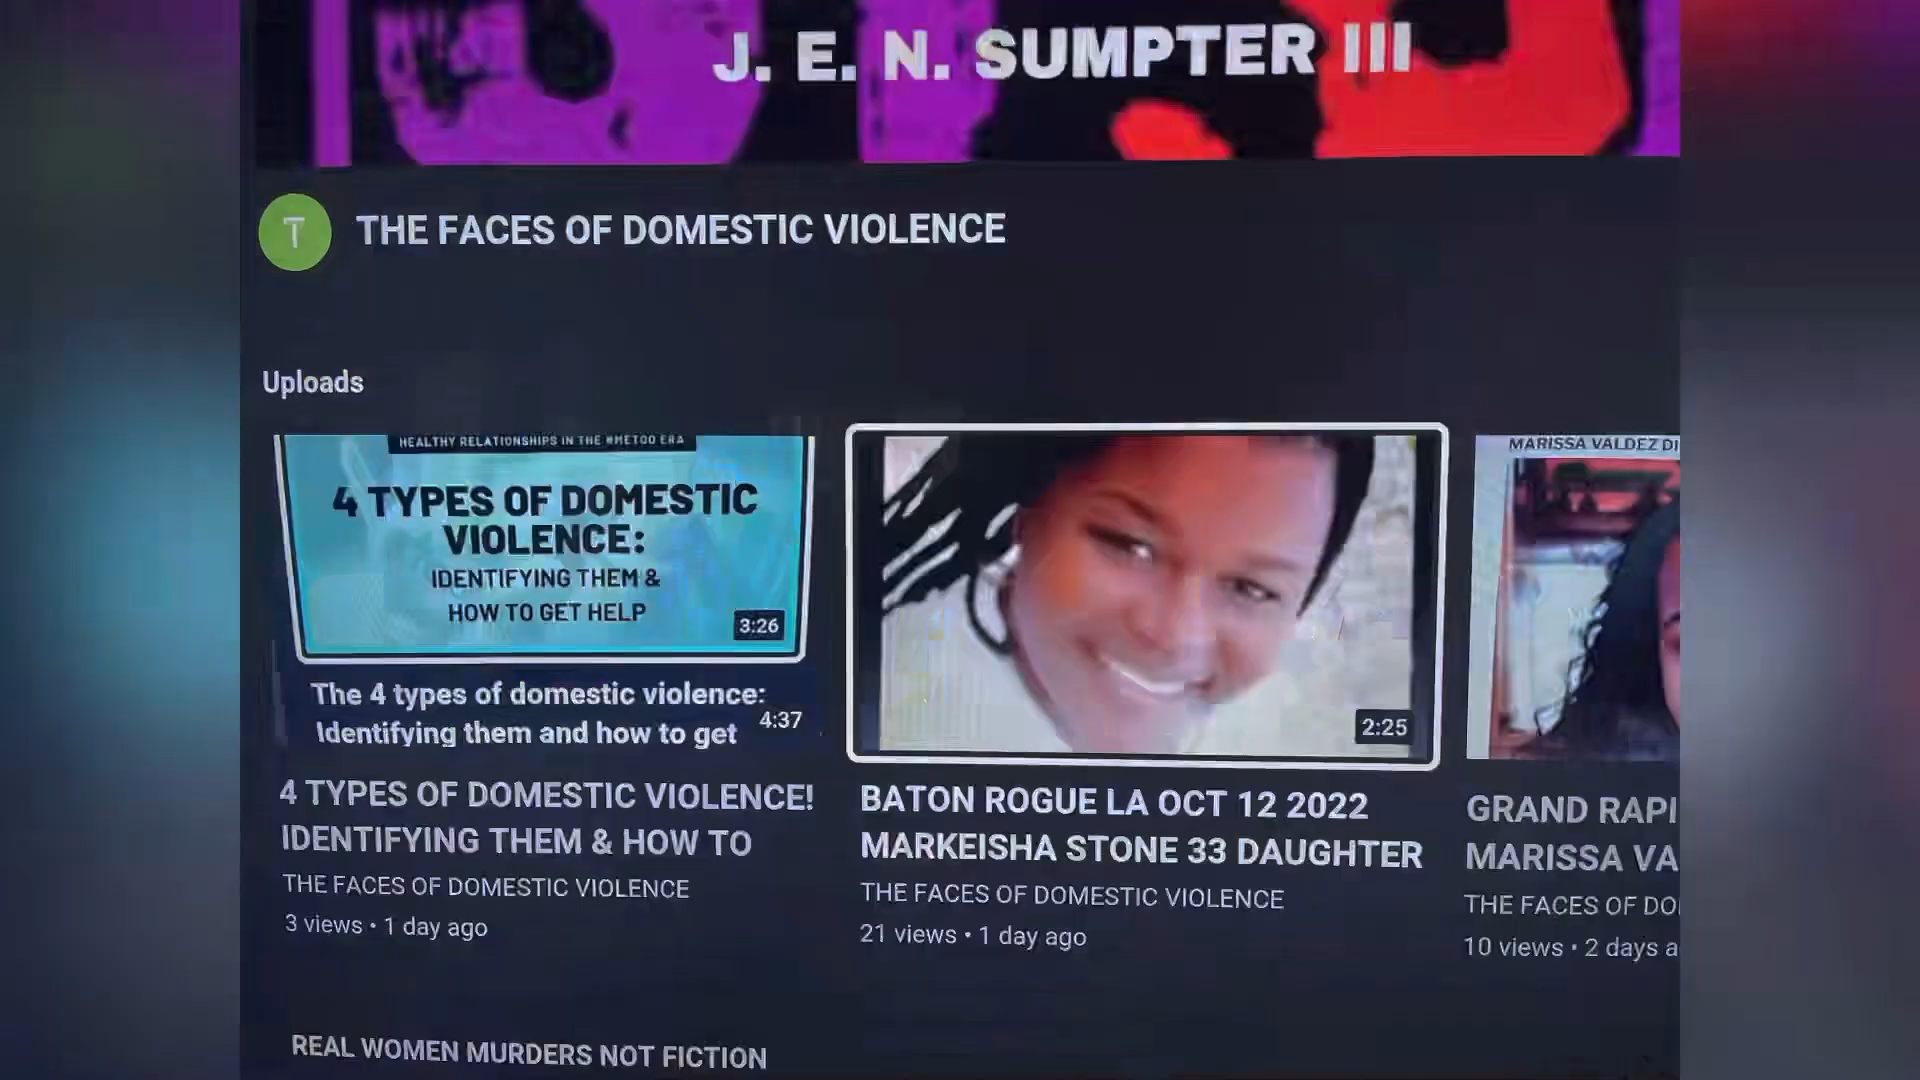 J. E. N. SUMPTER III
T THE FACES OF DOMESTIC VIOLENCE
Uploads
HEALTHY RELATIONSHIPS IN THE #METOO ERA
4 TYPES OF DOMESTIC
VIOLENCE:
IDENTIFYING THEM &
HOW TO GET HELP
3:26
The 4 types of domestic violence:
Identifying them and how to get
4:37
4 TYPES OF DOMESTIC VIOLENCE!
IDENTIFYING THEM & HOW TO
THE FACES OF DOMESTIC VIOLENCE
3 views • 1 day ago
2:25
BATON ROGUE LA OCT 12 2022
MARKEISHA STONE 33 DAUGHTER
THE FACES OF DOMESTIC VIOLENCE
21 views • 1 day ago
MARISSA VALDEZ DI
GRAND RAPI
MARISSA VA
THE FACES OF DO
10 views • 2 days a
REAL WOMEN MURDERS NOT FICTION